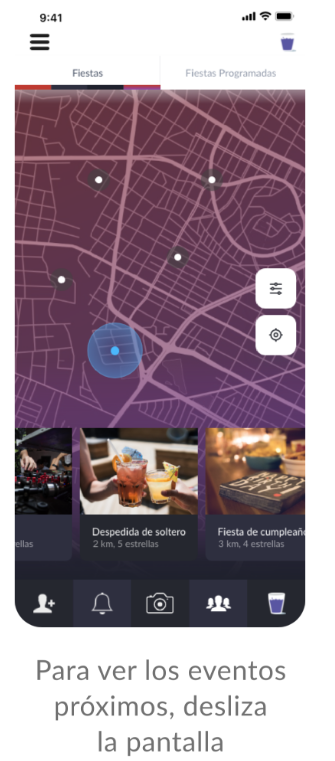 9:41
Fiestas
Fiestas Programadas
Despedida de soltero
2 km, 5 estrellas
Fiesta de cumpleaño
3 km, 4 estrellas
ellas
Para ver los eventos
próximos, desliza
la pantalla